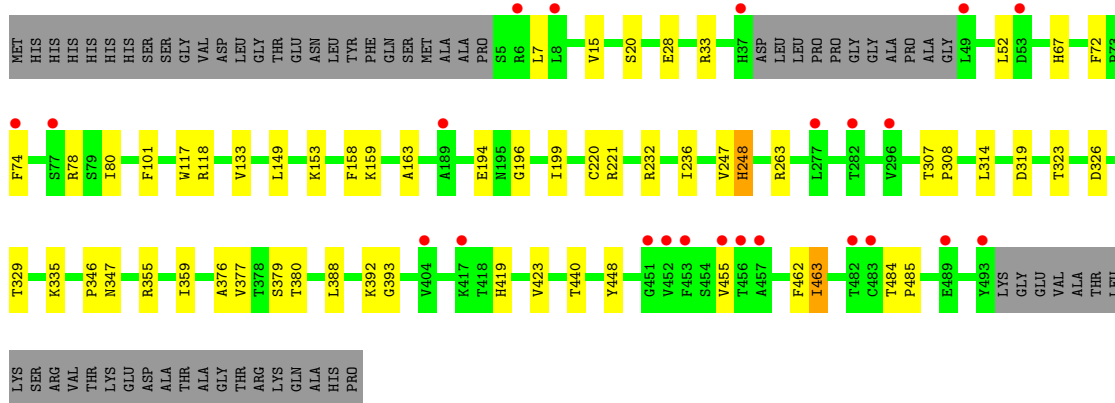 MET HIS HIS HIS HIS HIS HIS SER SER GLY VAL ASP LEU GLY THR GLU ASN LEU TYR PHE GLN SER MET ALA ALA PRO S5 R6 L7 L8 V15 S20 E28 R33 H37 ASP LEU LEU PRO PRO GLY GLY ALA PRO ALA GLY L49 L52 D53 H67 F72
F74 S77 R78 S79 I80 F101 W117 R118 V133 L149 K153 F158 K159 A163 A189 E194 N195 G196 I199 C220 R221 R232 I236 V247 H248 R263 L277 T282 V296 T307 P308 L314 D319 T323 D326
T329 K335 P346 N347 R355 I359 A376 V377 T378 S379 T380 L388 K392 G393 V404 K417 T418 H419 V423 T440 Y448 G451 V452 F453 S454 V455 T456 A457 F462 I463 T482 C483 T484 P485 E489 Y493 LYS GLY GLU VAL ALA THR LEU
LYS SER ARG VAL THR LYS GLU ASP ALA THR ALA GLY THR ARG LYS GLN ALA HIS PRO